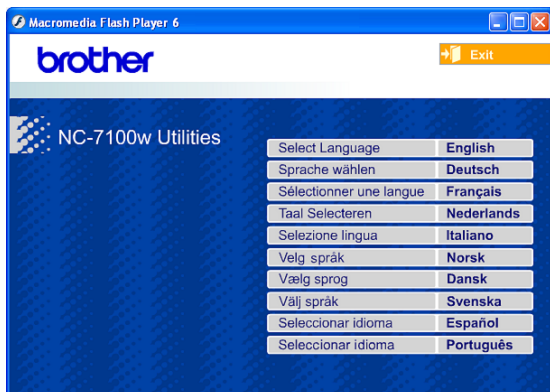 Macromedia Flash Player 6
brother
Exit
NC-7100w Utilities
Select Language English
Sprache wählen Deutsch
Sélectionner une langue Français
Taal Selecteren Nederlands
Selezione lingua Italiano
Velg språk Norsk
Vælg sprog Dansk
Välj språk Svenska
Seleccionar idioma Español
Seleccionar idioma Português